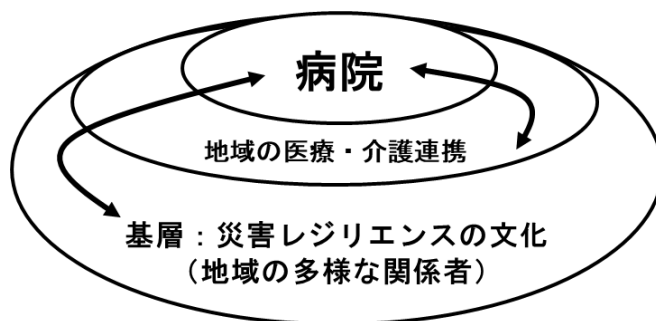 病院
地域の医療・介護連携
基層：災害レジリエンスの文化
（地域の多様な関係者）